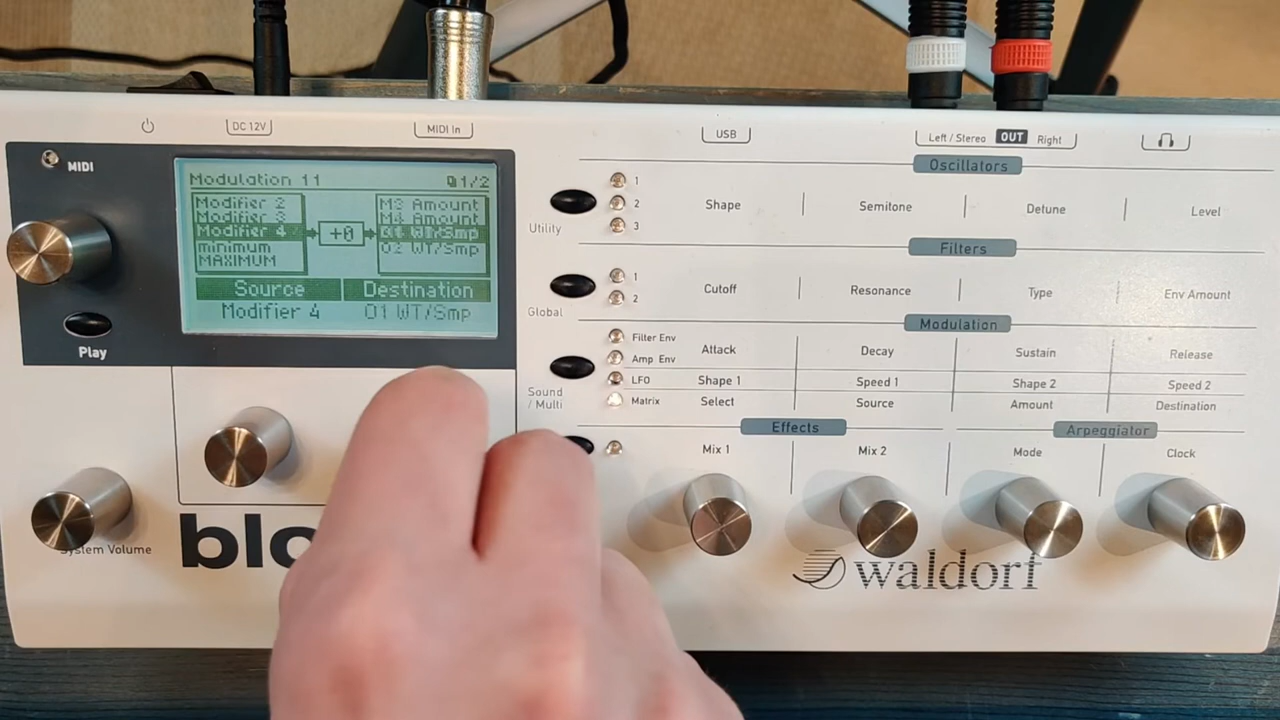 DC 12V
MIDI In
USB
Left / Stereo OUT Right
MIDI
Modulation 11 1/2
Modifier 2
Modifier 3
Modifier 4
minimum
MAXIMUM
+0
M3 Amount
M4 Amount
O1 WT/Smp
O2 WT/Smp
Source Destination
Modifier 4 O1 WT/Smp
Play
System Volume
blo
Utility
1
2
3
Global
1
2
Sound
/ Multi
Filter Env
Amp Env
LFO
Matrix
Oscillators
Shape Semitone Detune Level
Filters
Cutoff Resonance Type Env Amount
Modulation
Attack Decay Sustain Release
Shape 1 Speed 1 Shape 2 Speed 2
Select Source Amount Destination
Effects Arpeggiator
Mix 1 Mix 2 Mode Clock
waldorf